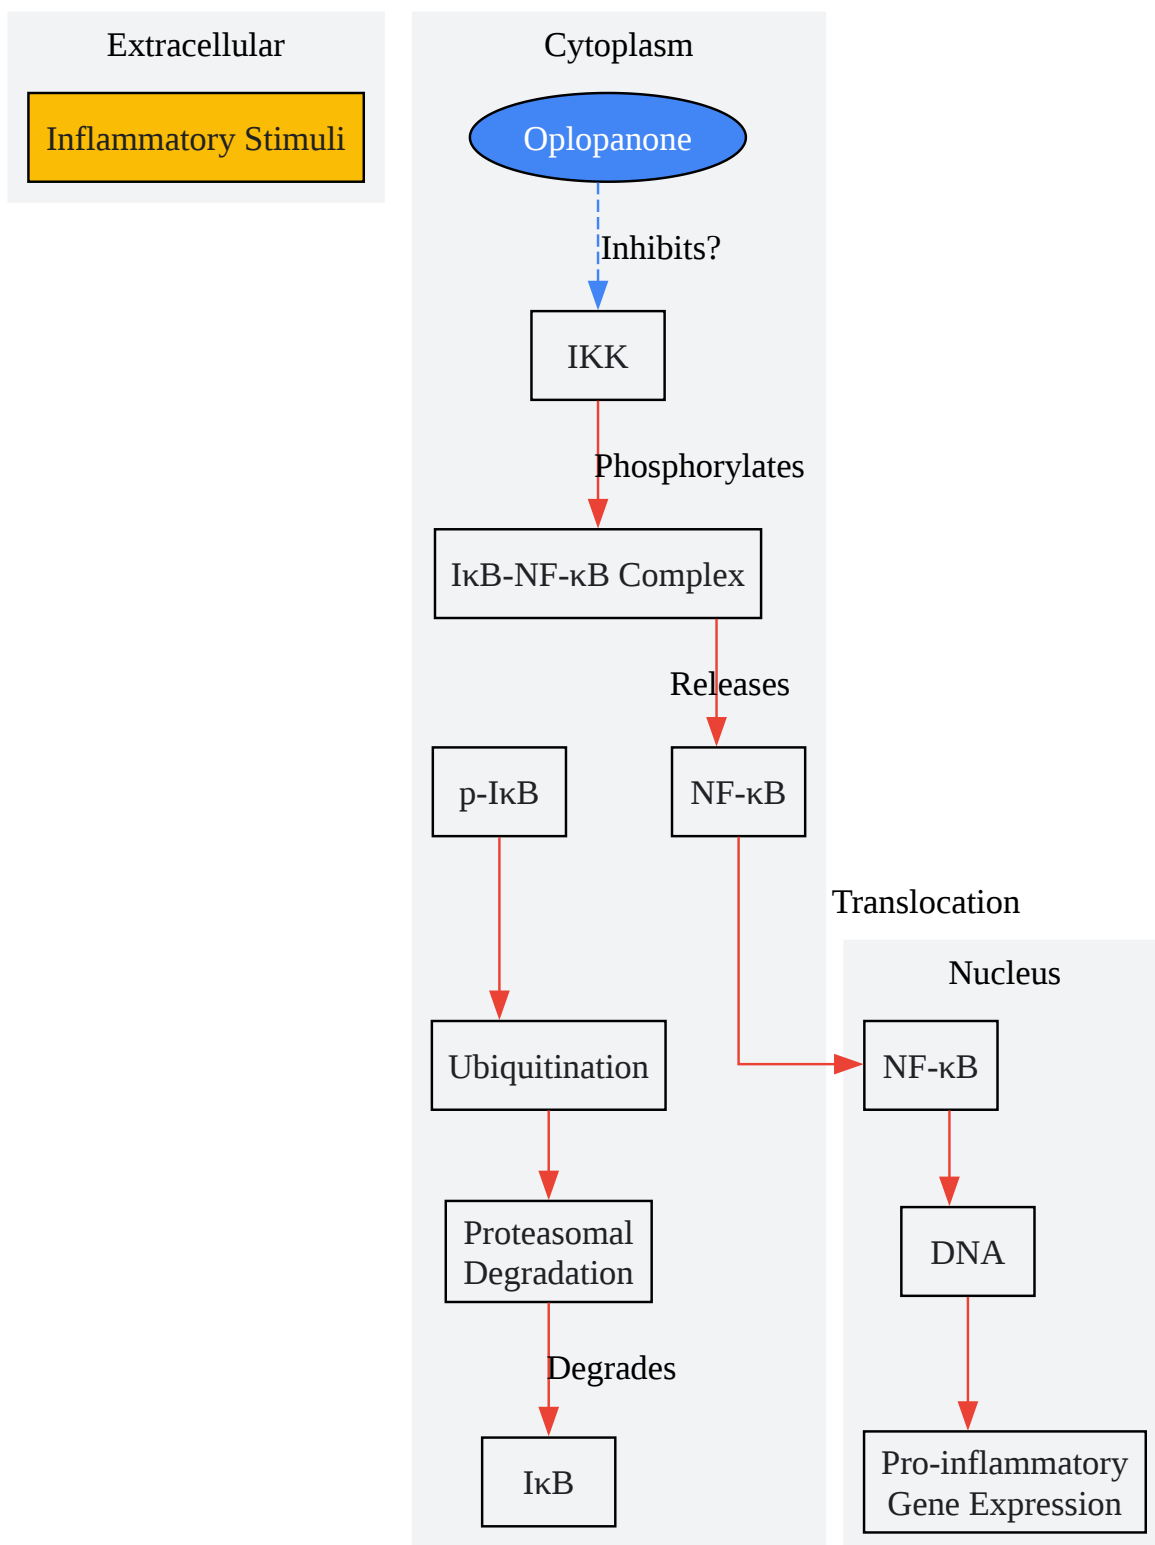 Extracellular
Inflammatory Stimuli
Cytoplasm
Oplopanone
Inhibits?
IKK
Phosphorylates
IκB-NF-κB Complex
Releases
p-IκB
NF-κB
Translocation
Nucleus
Ubiquitination
NF-κB
Proteasomal
Degradation
DNA
Degrades
IκB
Pro-inflammatory
Gene Expression